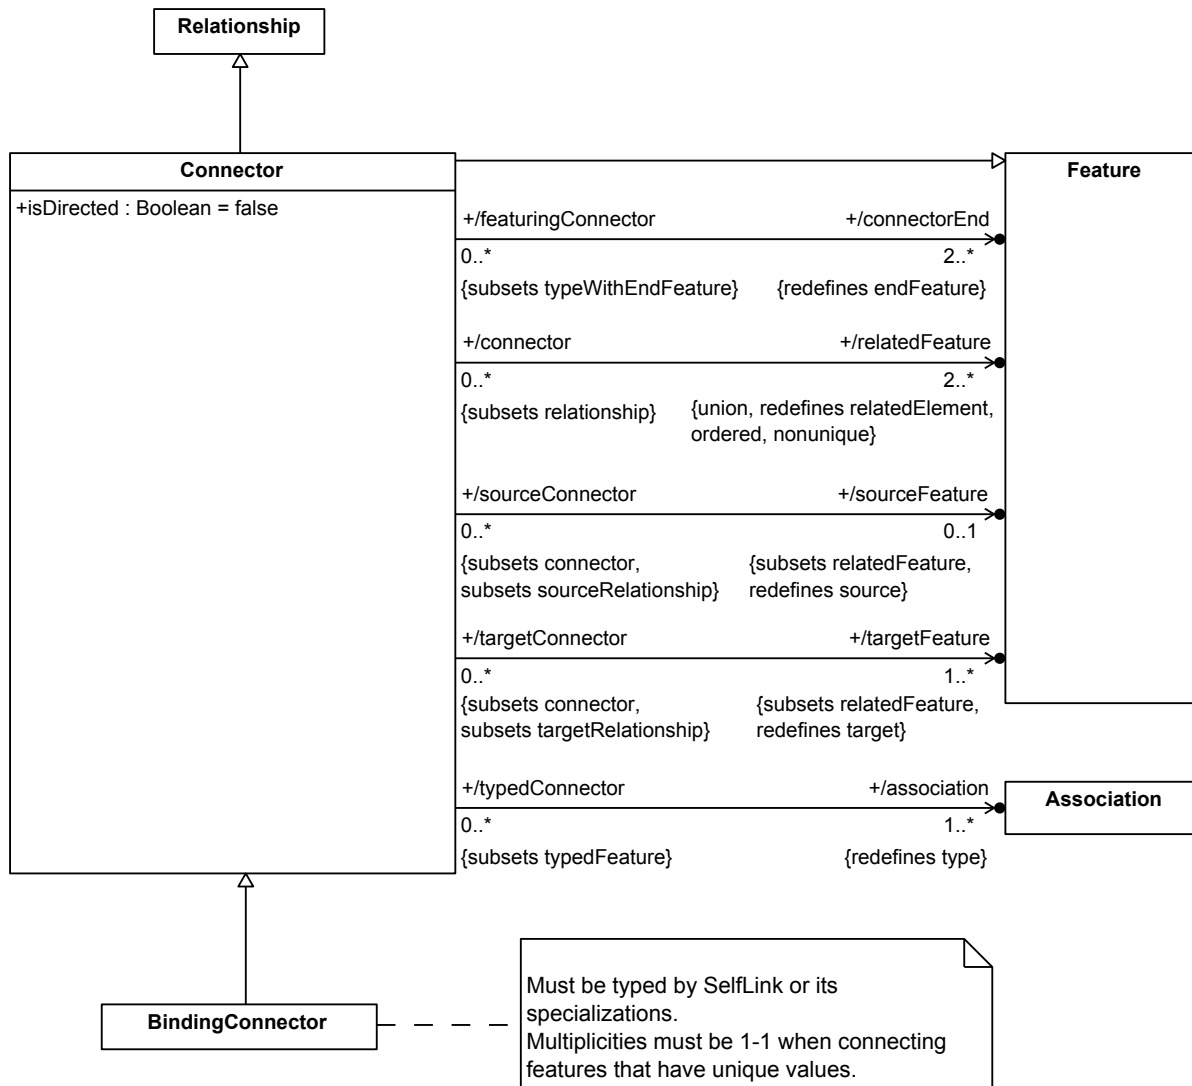 Relationship
Connector
Feature
+isDirected : Boolean = false
+/featuringConnector
+/connectorEnd
0..*
2..*
{subsets typeWithEndFeature}
{redefines endFeature}
+/connector
+/relatedFeature
0..*
2..*
{subsets relationship}
{union, redefines relatedElement,
ordered, nonunique}
+/sourceConnector
+/sourceFeature
0..*
0..1
{subsets connector,
subsets sourceRelationship}
{subsets relatedFeature,
redefines source}
+/targetConnector
+/targetFeature
0..*
1..*
{subsets connector,
subsets targetRelationship}
{subsets relatedFeature,
redefines target}
+/typedConnector
+/association
0..*
1..*
{subsets typedFeature}
{redefines type}
Association
BindingConnector
Must be typed by SelfLink or its
specializations.
Multiplicities must be 1-1 when connecting
features that have unique values.